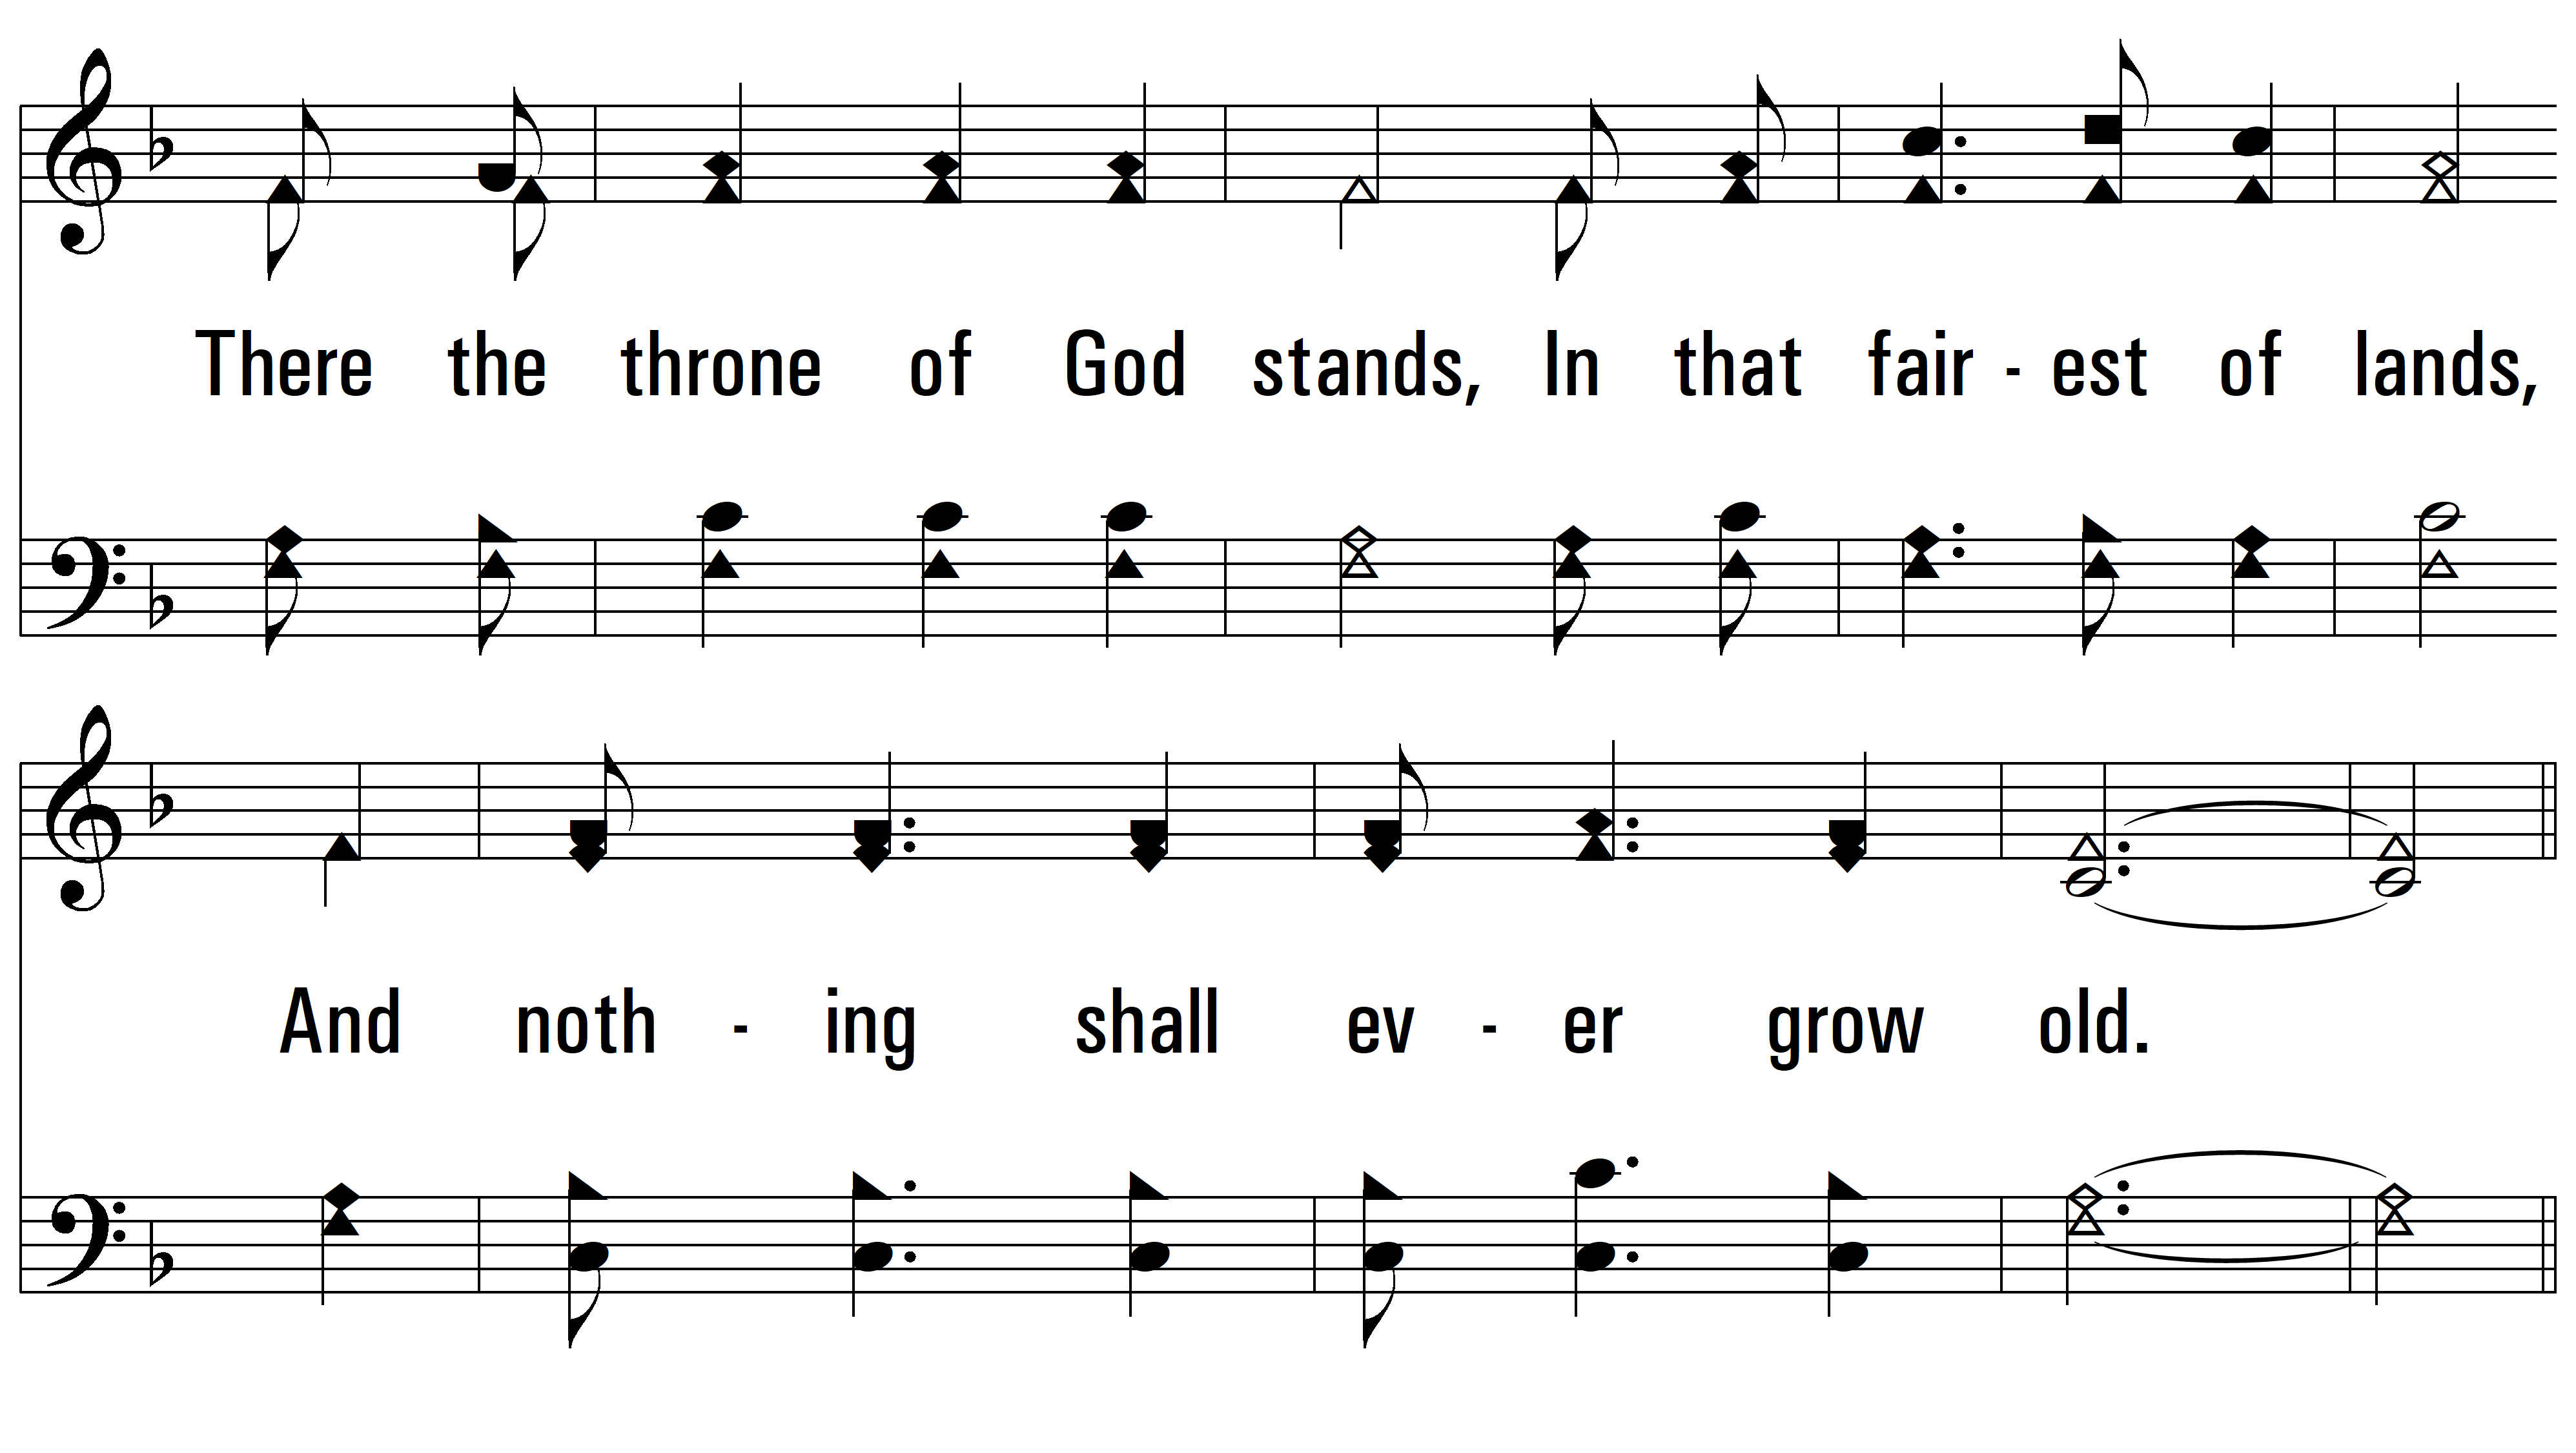 There the throne of God stands, In that fair - est of lands,
And noth - ing shall ev - er grow old.